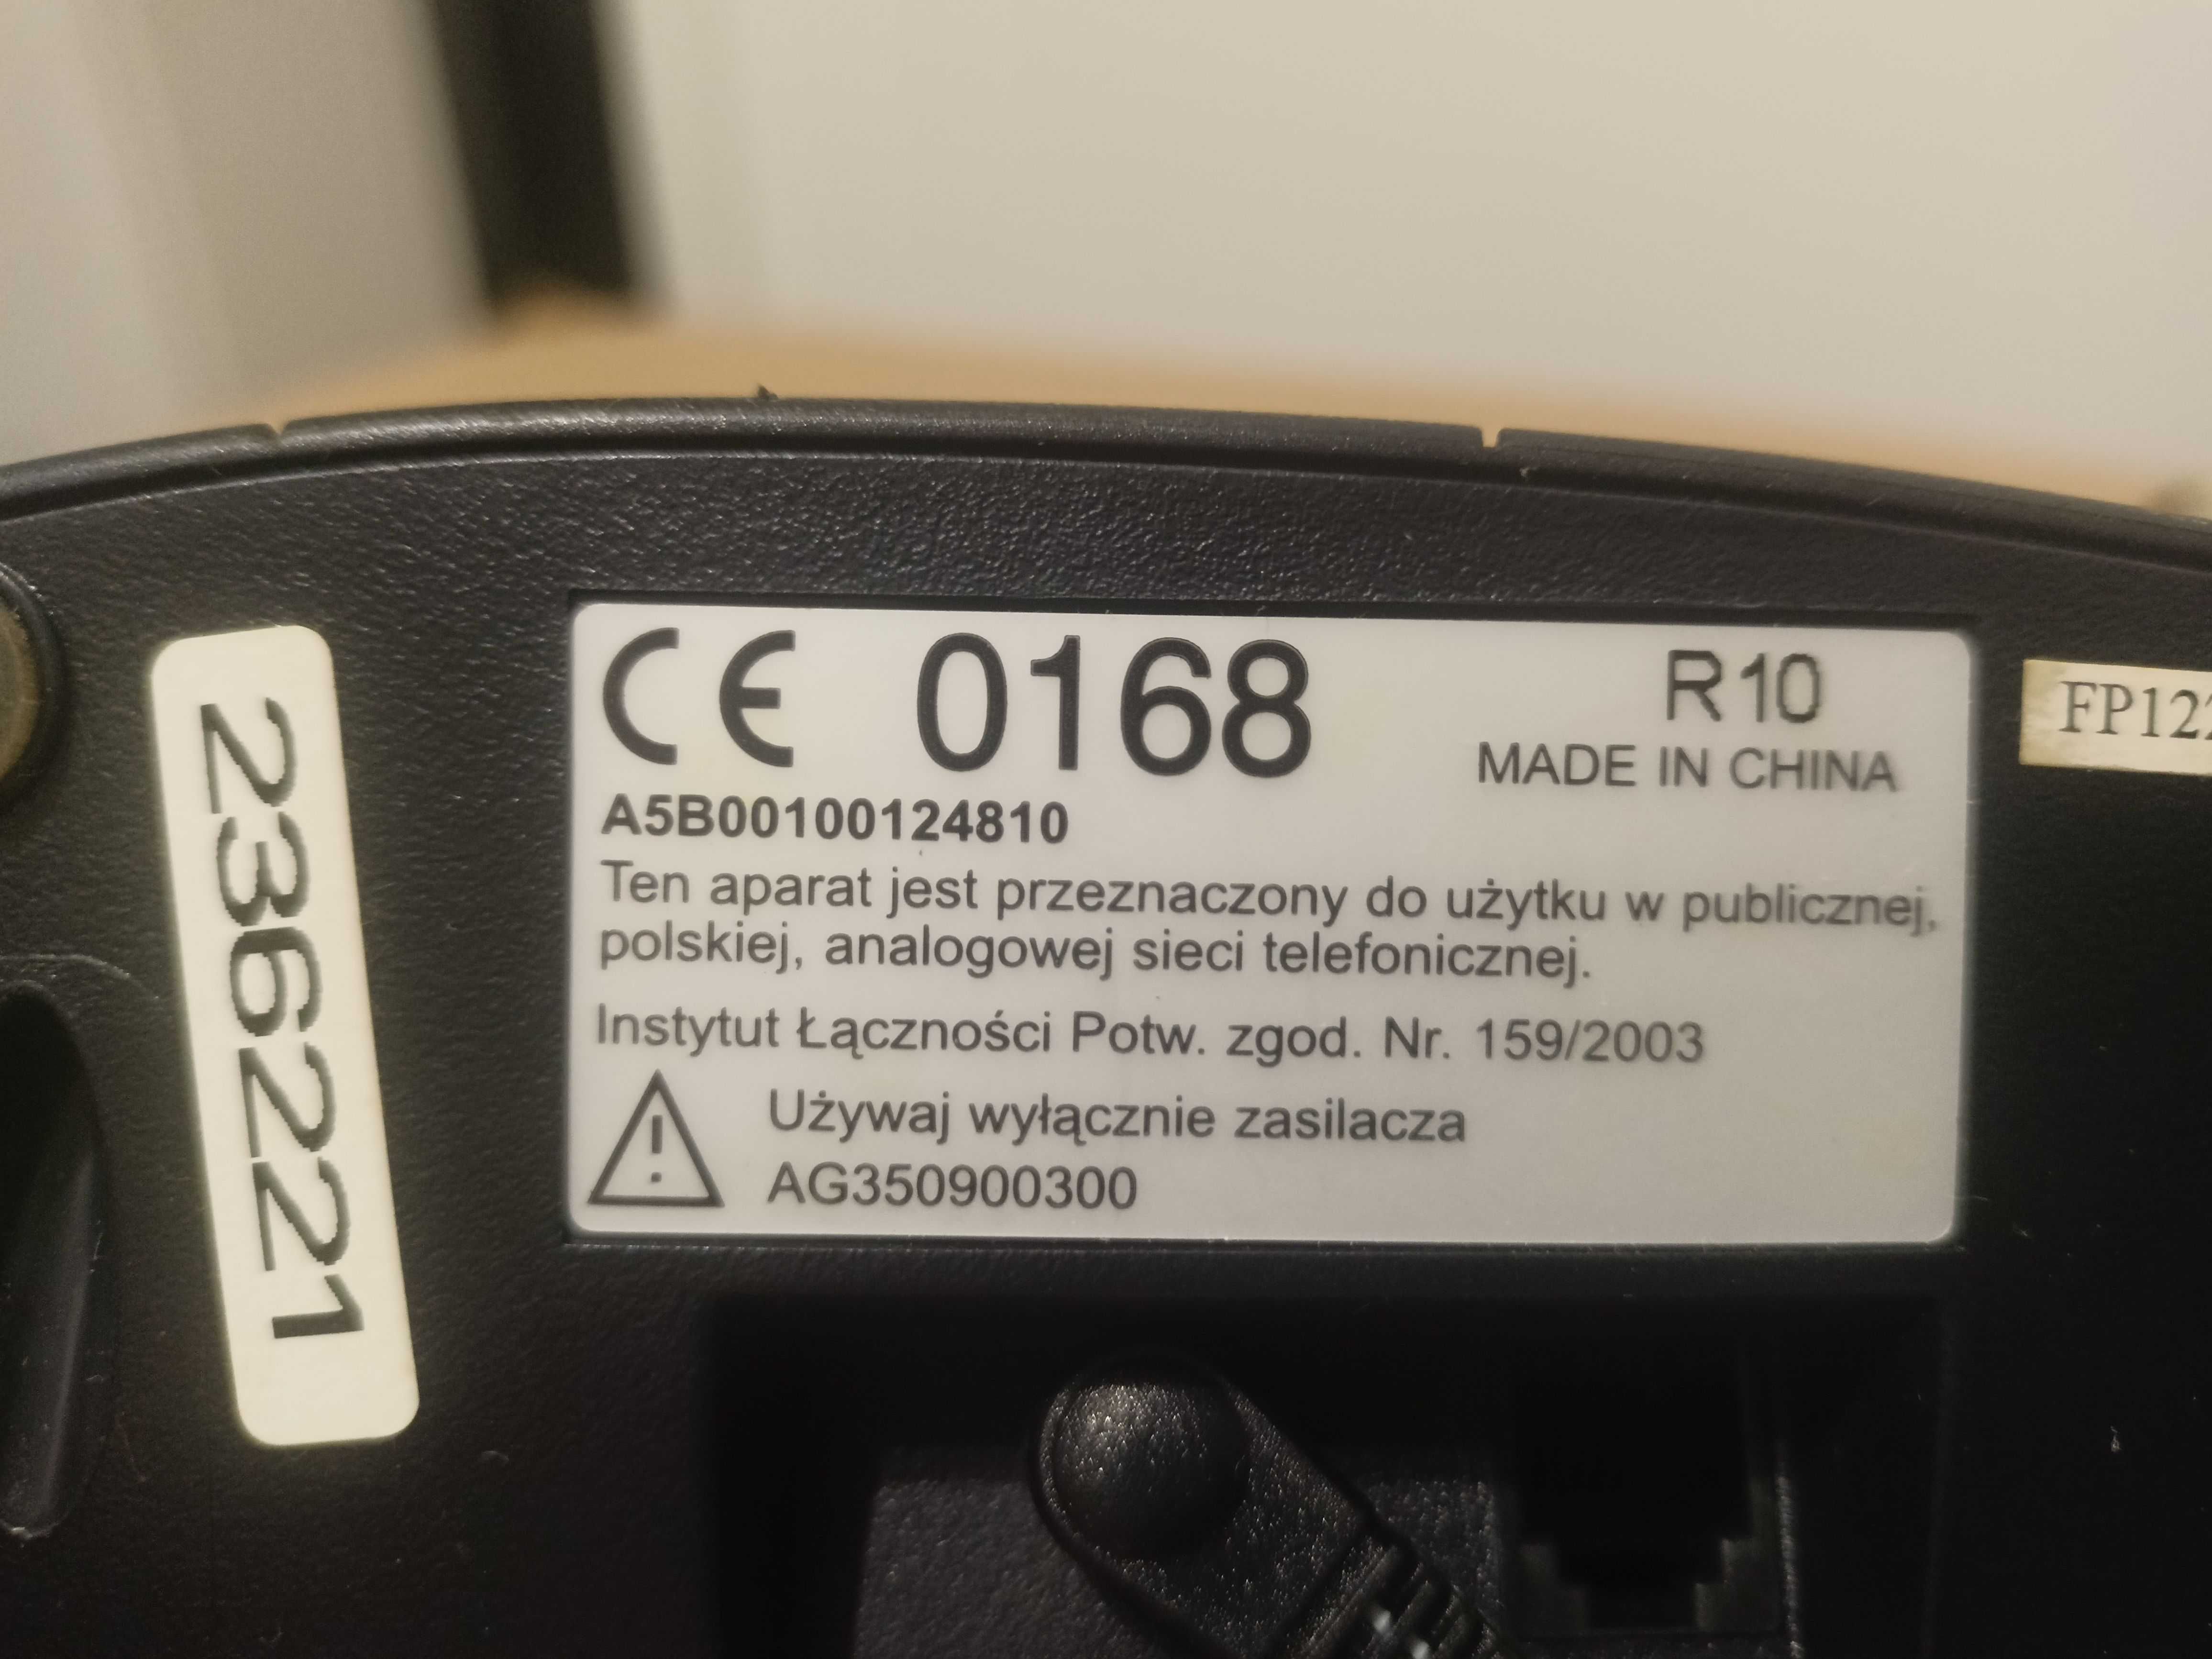 236221
CE 0168
R10
MADE IN CHINA
A5B00100124810
Ten aparat jest przeznaczony do użytku w publicznej,
polskiej, analogowej sieci telefonicznej.
Instytut Łączności Potw. zgod. Nr. 159/2003
Używaj wyłącznie zasilacza
AG350900300